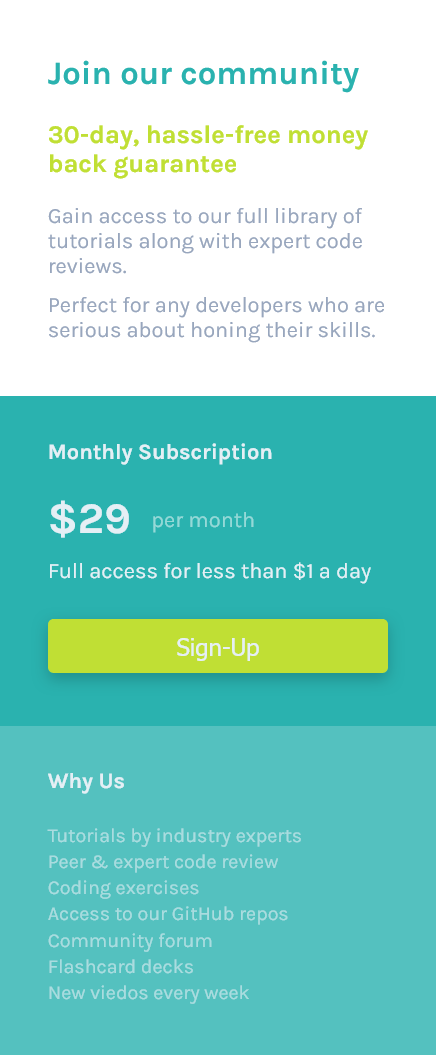 Join our community
30-day, hassle-free money
back guarantee
Gain access to our full library of
tutorials along with expert code
reviews.
Perfect for any developers who are
serious about honing their skills.
Monthly Subscription
$29 per month
Full access for less than $1 a day
Sign-Up
Why Us
Tutorials by industry experts
Peer & expert code review
Coding exercises
Access to our GitHub repos
Community forum
Flashcard decks
New viedos every week